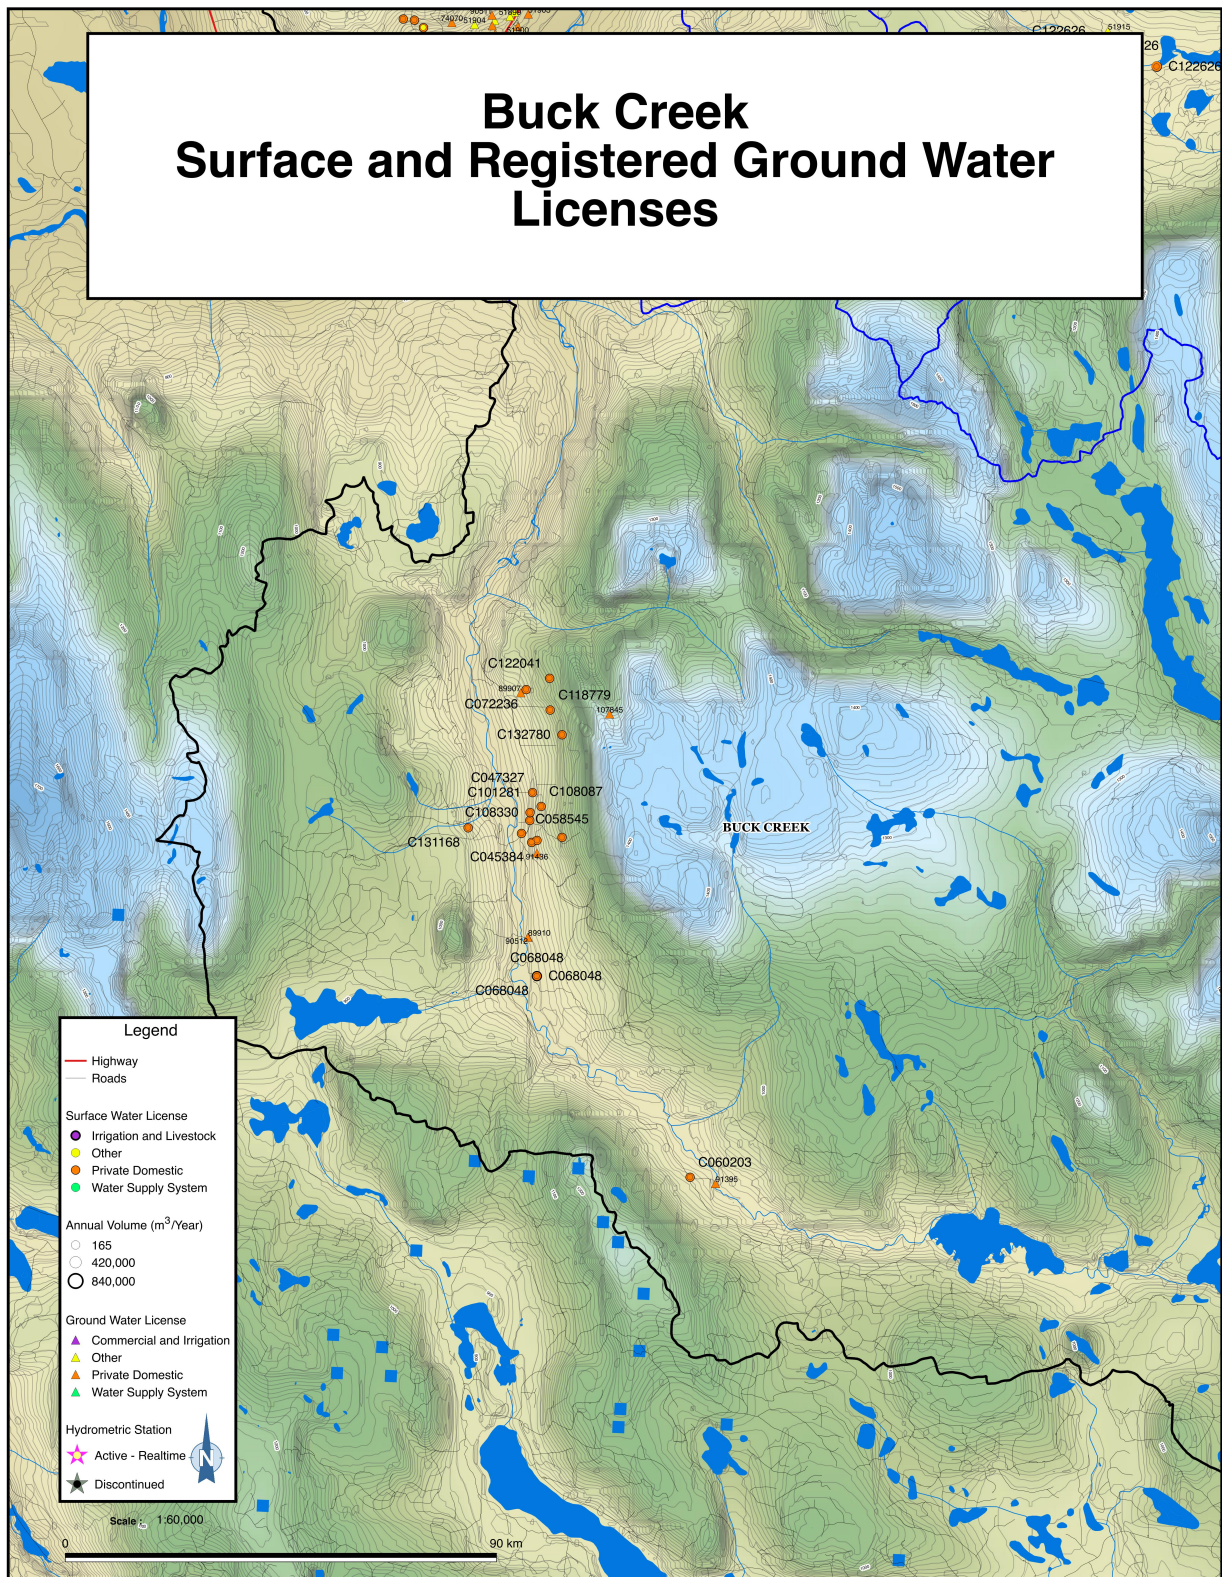 74070
51904
51900
C122626
51915
26
C122626
Buck Creek
Surface and Registered Ground Water
Licenses
C122041
89907
C118779
C072236
107845
C132780
C047327
C101281
C108087
C108330
C058545
C131168
BUCK CREEK
C045384
91436
89910
90512
C068048
C068048
C068048
C060203
91395
Legend
Highway
Roads
Surface Water License
Irrigation and Livestock
Other
Private Domestic
Water Supply System
Annual Volume (m3/Year)
165
420,000
840,000
Ground Water License
Commercial and Irrigation
Other
Private Domestic
Water Supply System
Hydrometric Station
Active - Realtime
N
Discontinued
Scale : 1:60,000
0 90 km